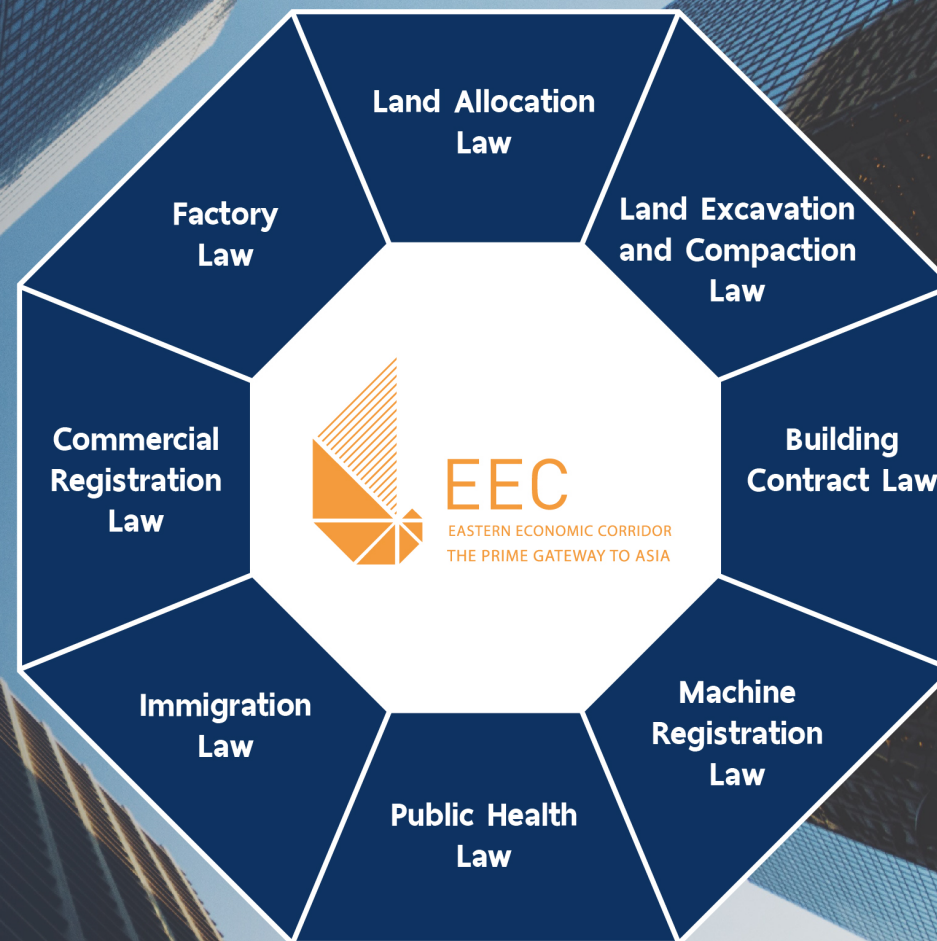 Land Allocation
Law
Land Excavation
and Compaction
Law
Building
Contract Law
Machine
Registration
Law
Public Health
Law
Immigration
Law
Commercial
Registration
Law
Factory
Law
EEC
EASTERN ECONOMIC CORRIDOR
THE PRIME GATEWAY TO ASIA